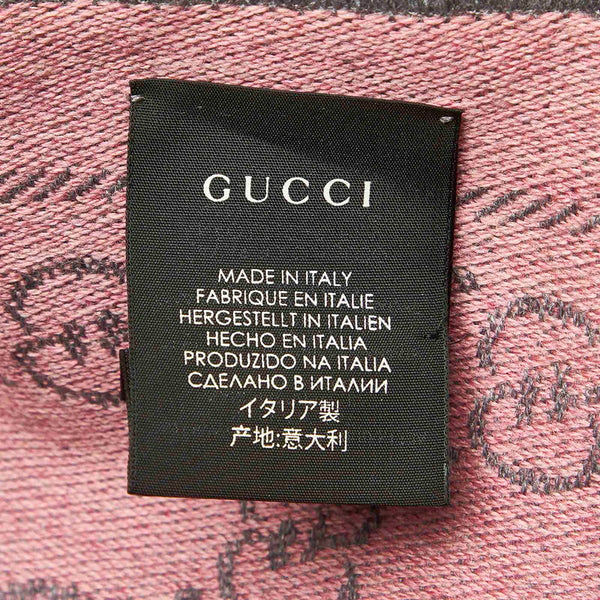 GUCCI
MADE IN ITALY
FABRIQUE EN ITALIE
HERGESTELLT IN ITALIEN
HECHO EN ITALIA
PRODUZIDO NA ITALIA
СДЕЛАНО В ИТАЛИИ
イタリア製
产地:意大利